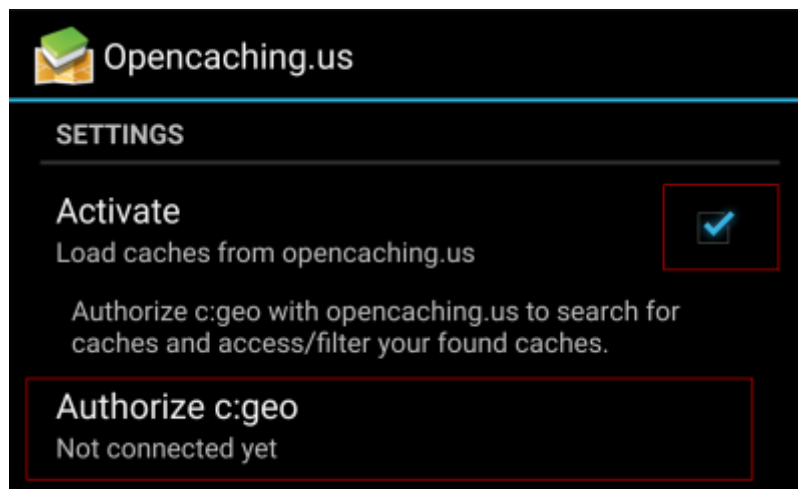 Opencaching.us
SETTINGS
Activate
Load caches from opencaching.us
Authorize c:geo with opencaching.us to search for
caches and access/filter your found caches.
Authorize c:geo
Not connected yet